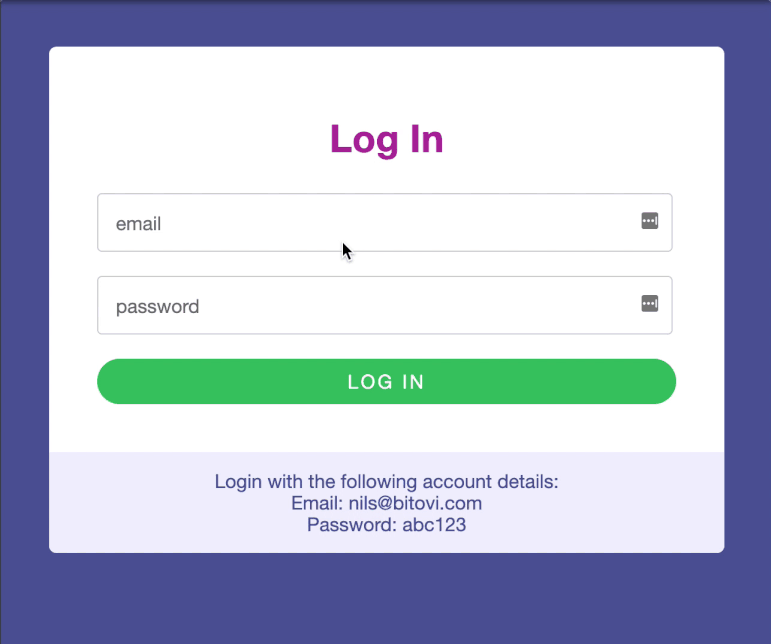 Log In
email
password
LOG IN
Login with the following account details:
Email: nils@bitovi.com
Password: abc123